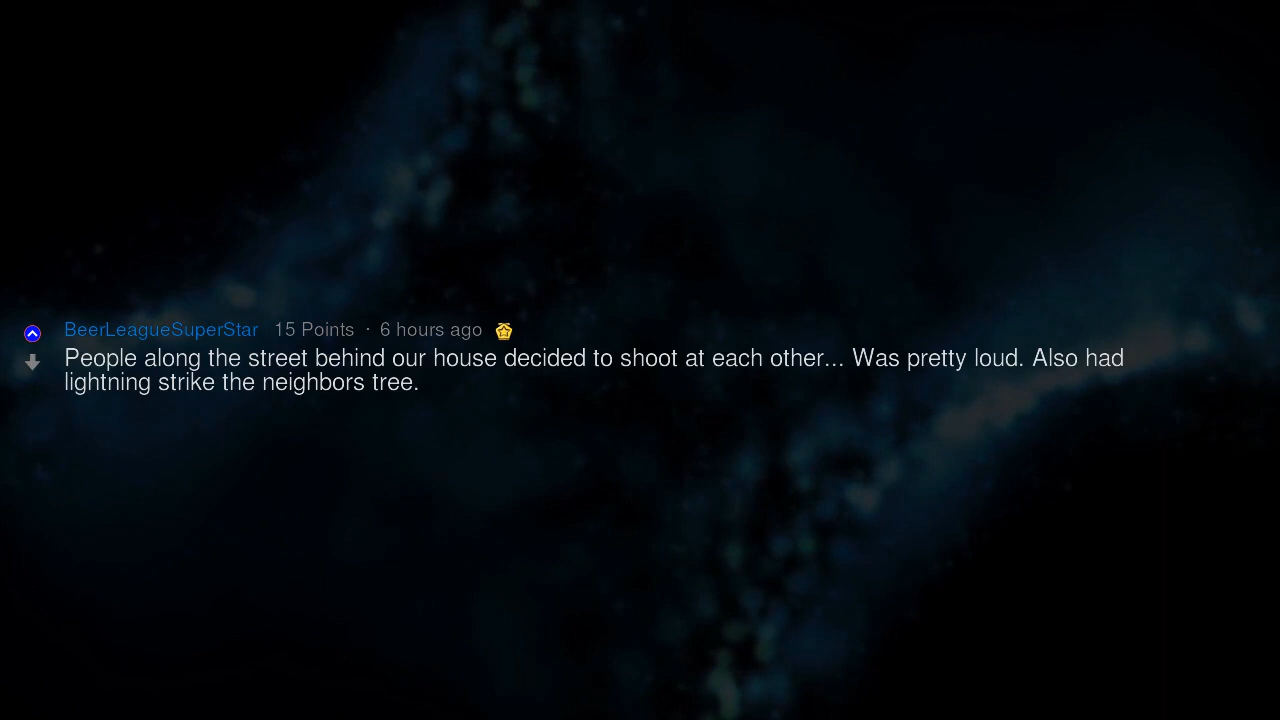 BeerLeagueSuperStar 15 Points · 6 hours ago
People along the street behind our house decided to shoot at each other... Was pretty loud. Also had
lightning strike the neighbors tree.